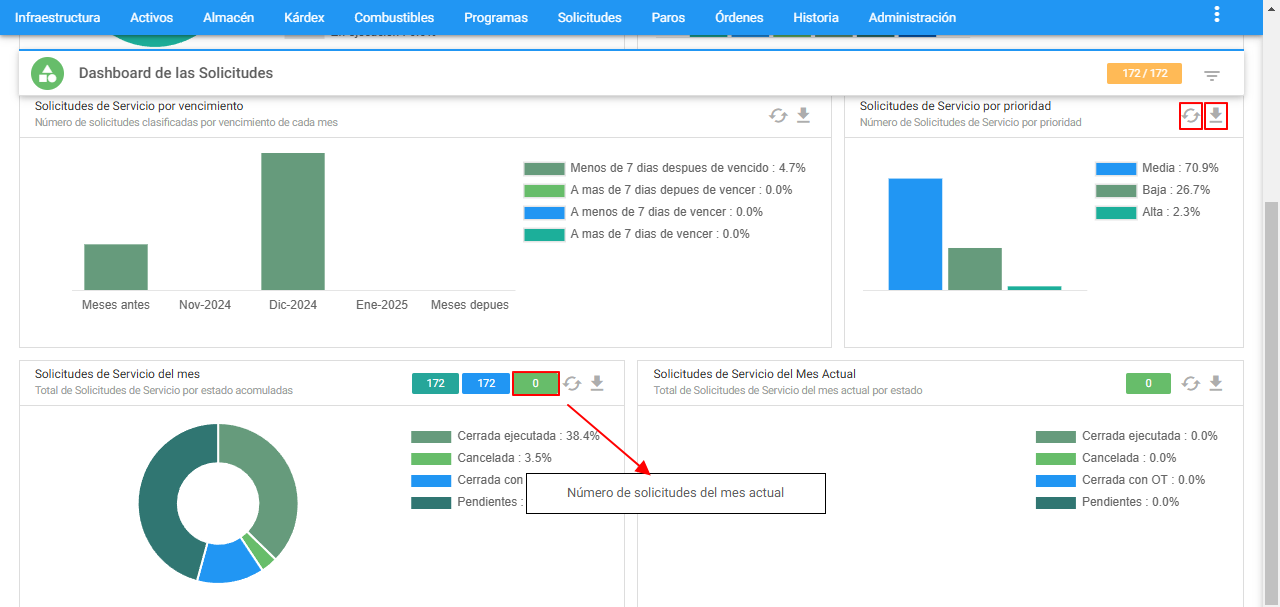 Infraestructura Activos Almacén Kárdex Combustibles Programas Solicitudes Paros Órdenes Historia Administración
Dashboard de las Solicitudes 172 / 172
Solicitudes de Servicio por vencimiento
Número de solicitudes clasificadas por vencimiento de cada mes
Menos de 7 dias despues de vencido : 4.7%
A mas de 7 dias depues de vencer : 0.0%
A menos de 7 dias de vencer : 0.0%
A mas de 7 dias de vencer : 0.0%
Meses antes Nov-2024 Dic-2024 Ene-2025 Meses depues
Solicitudes de Servicio por prioridad
Número de Solicitudes de Servicio por prioridad
Media : 70.9%
Baja : 26.7%
Alta : 2.3%
Solicitudes de Servicio del mes
Total de Solicitudes de Servicio por estado acomuladas
172 172 0
Cerrada ejecutada : 38.4%
Cancelada : 3.5%
Cerrada con
Pendientes :
Número de solicitudes del mes actual
Solicitudes de Servicio del Mes Actual
Total de Solicitudes de Servicio del mes actual por estado
0
Cerrada ejecutada : 0.0%
Cancelada : 0.0%
Cerrada con OT : 0.0%
Pendientes : 0.0%